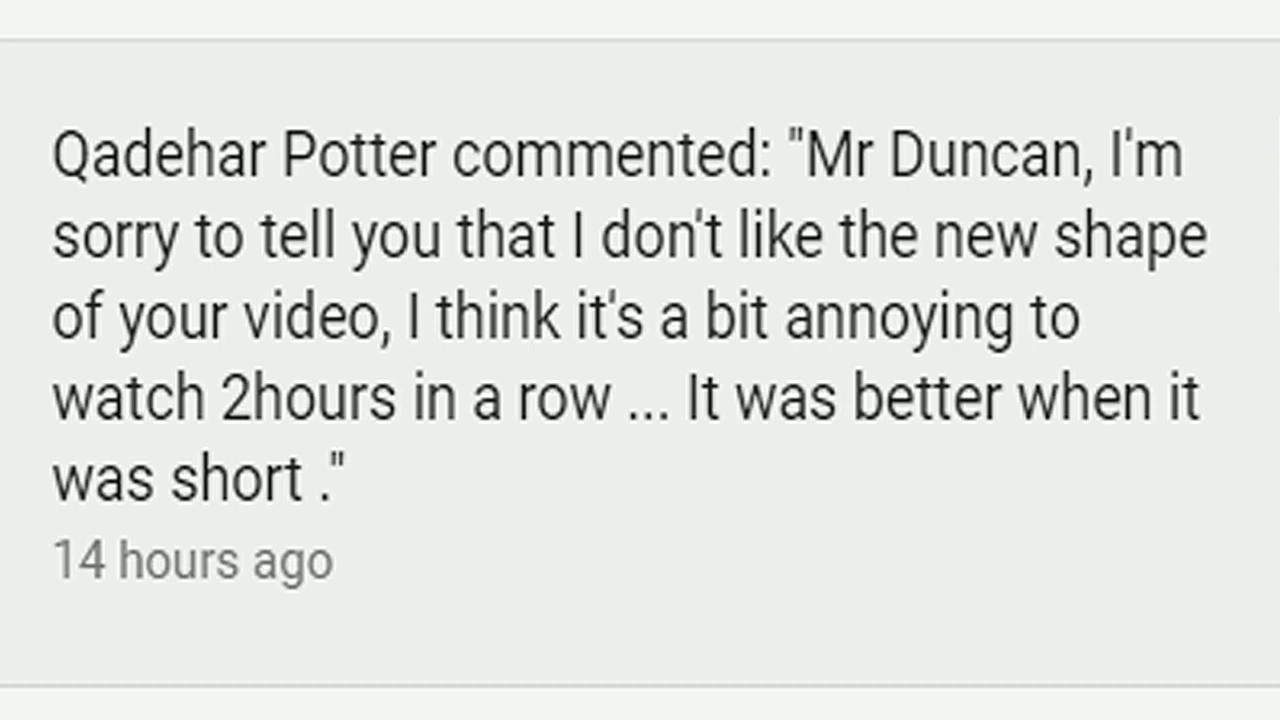 Qadehar Potter commented: "Mr Duncan, I'm
sorry to tell you that I don't like the new shape
of your video, I think it's a bit annoying to
watch 2hours in a row ... It was better when it
was short ."
14 hours ago